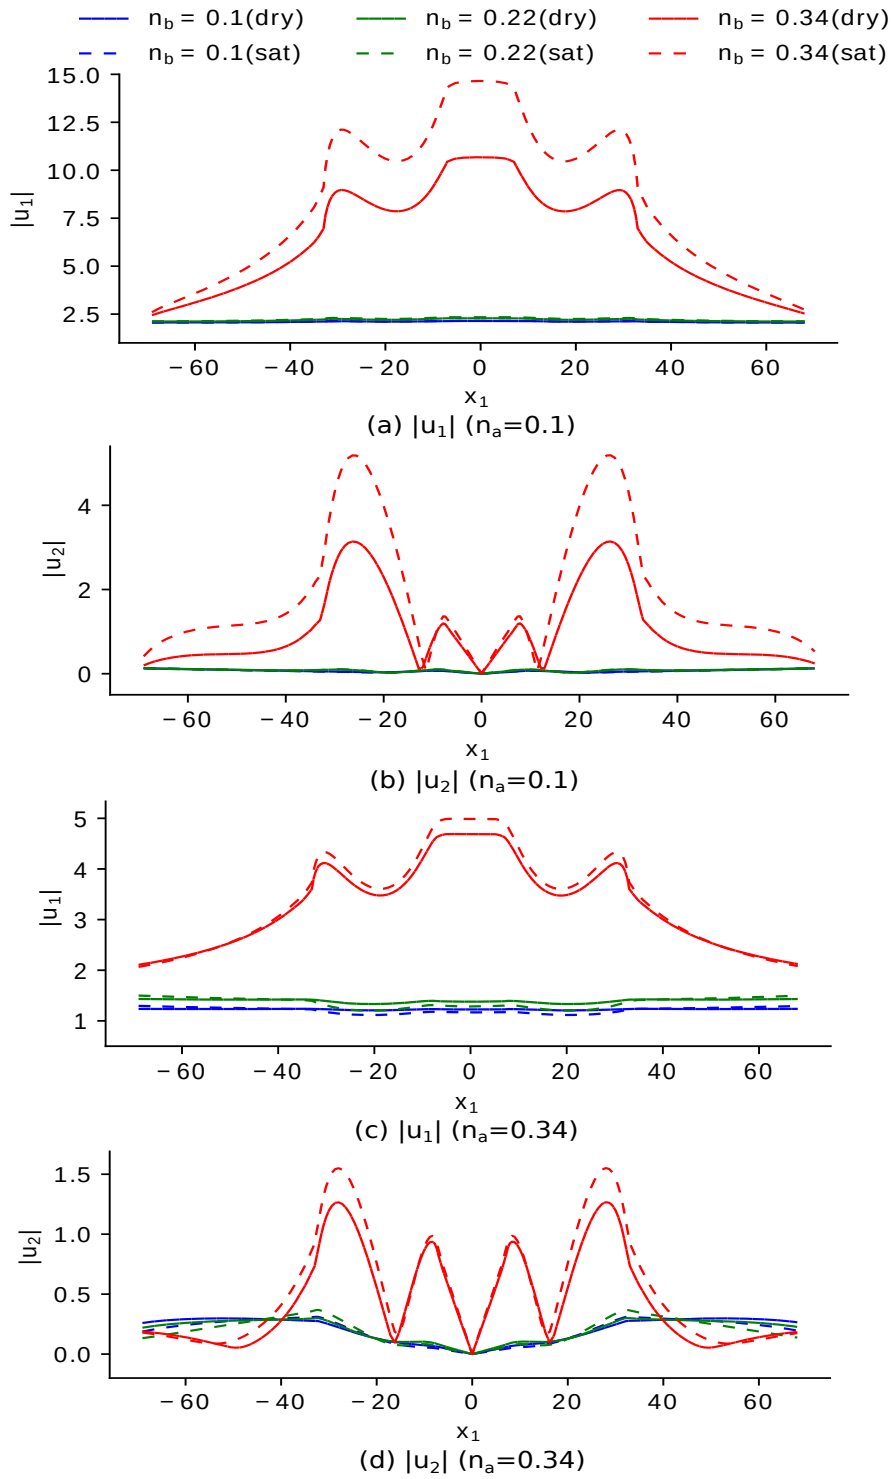 n_b = 0.1(dry) n_b = 0.22(dry) n_b = 0.34(dry)
n_b = 0.1(sat) n_b = 0.22(sat) n_b = 0.34(sat)
15.0
12.5
10.0
7.5
5.0
2.5
|u_1|
−60 −40 −20 0 20 40 60
x_1
(a) |u_1| (n_a=0.1)
4
2
0
|u_2|
−60 −40 −20 0 20 40 60
x_1
(b) |u_2| (n_a=0.1)
5
4
3
2
1
|u_1|
−60 −40 −20 0 20 40 60
x_1
(c) |u_1| (n_a=0.34)
1.5
1.0
0.5
0.0
|u_2|
−60 −40 −20 0 20 40 60
x_1
(d) |u_2| (n_a=0.34)